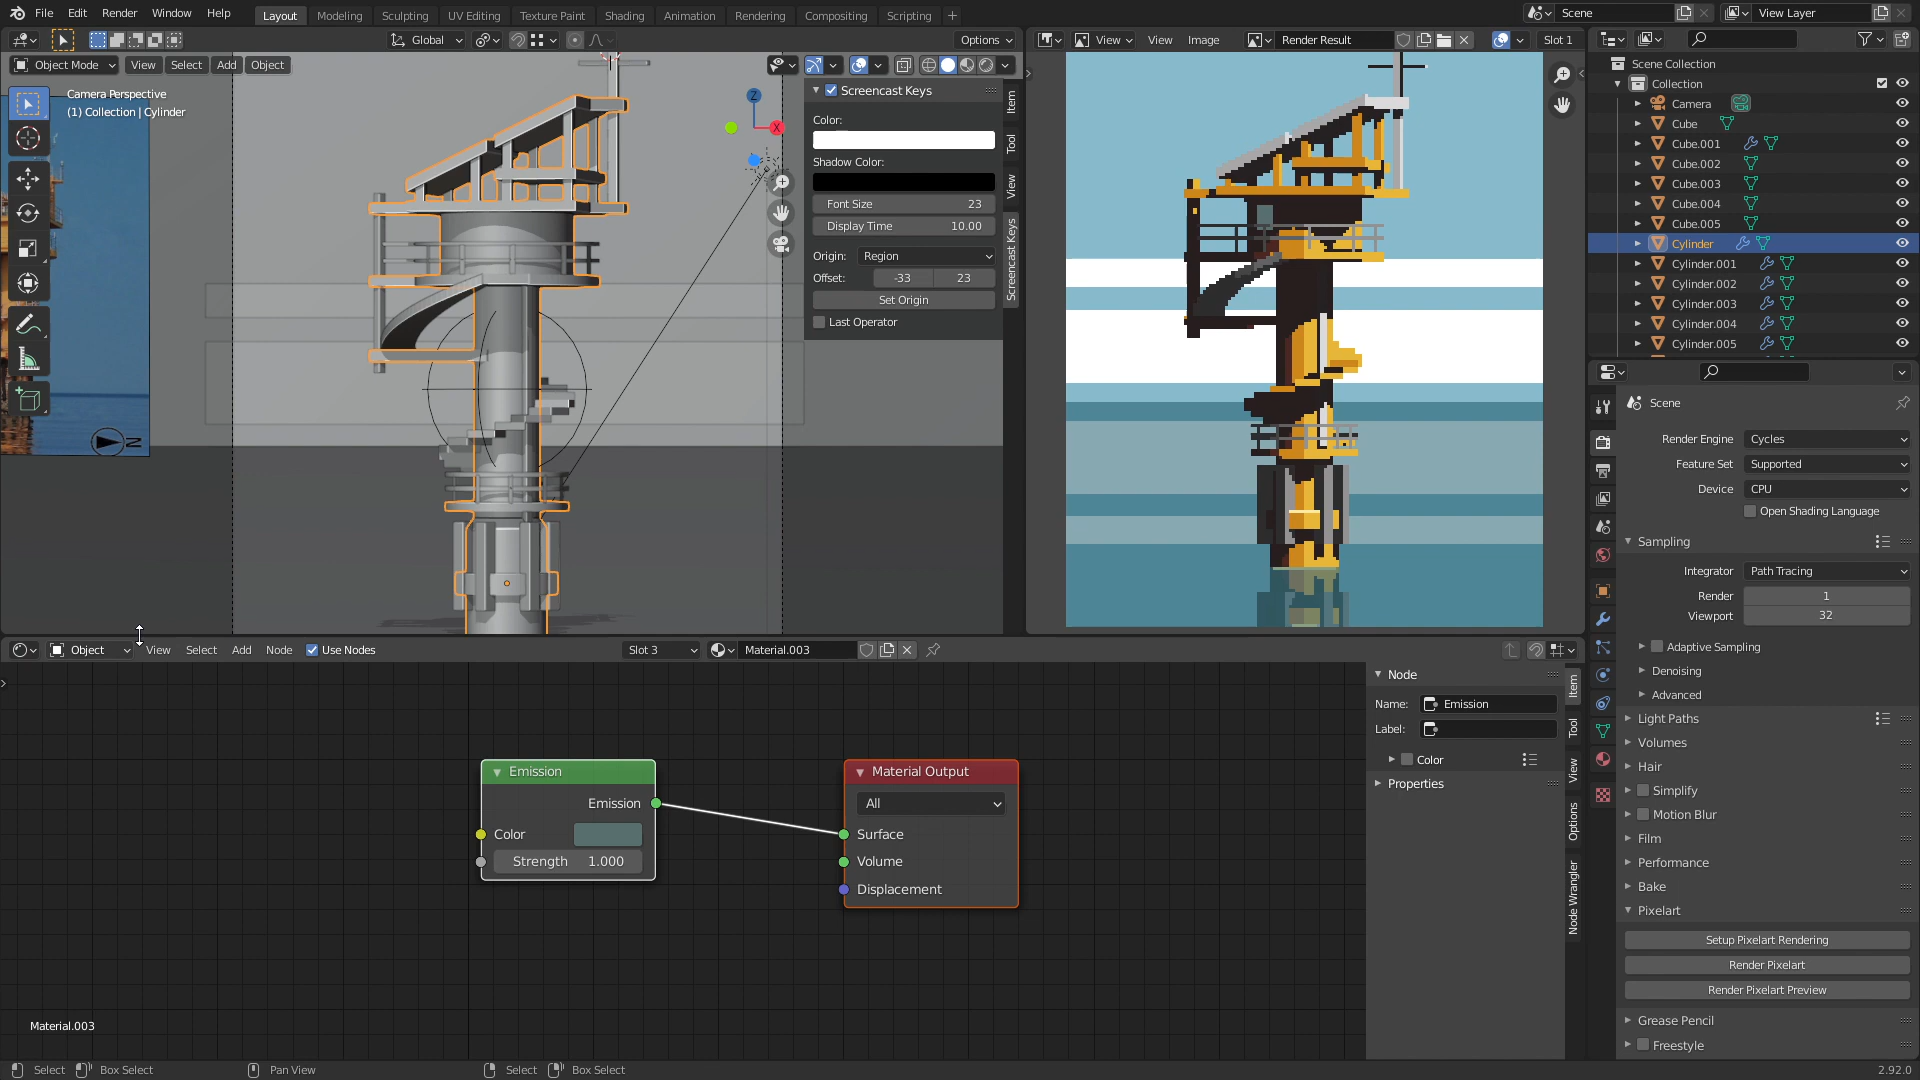 File Edit Render Window Help Layout Modeling Sculpting UV Editing Texture Paint Shading Animation Rendering Compositing Scripting + Scene View Layer
Global Options View View Image Render Result Slot 1
Object Mode View Select Add Object
Camera Perspective
(1) Collection | Cylinder
Z
X
N
Screencast Keys
Color:
Shadow Color:
Font Size 23
Display Time 10.00
Origin: Region
Offset: -33 23
Set Origin
Last Operator
Item
Tool
View
Screencast Keys
Scene Collection
Collection
Camera
Cube
Cube.001
Cube.002
Cube.003
Cube.004
Cube.005
Cylinder
Cylinder.001
Cylinder.002
Cylinder.003
Cylinder.004
Cylinder.005
Scene
Render Engine Cycles
Feature Set Supported
Device CPU
Open Shading Language
Sampling
Integrator Path Tracing
Render 1
Viewport 32
Adaptive Sampling
Denoising
Advanced
Light Paths
Volumes
Hair
Simplify
Motion Blur
Film
Performance
Bake
Pixelart
Setup Pixelart Rendering
Render Pixelart
Render Pixelart Preview
Grease Pencil
Freestyle
Object View Select Add Node Use Nodes Slot 3 Material.003
Emission
Emission
Color
Strength 1.000
Material Output
All
Surface
Volume
Displacement
Node
Name: Emission
Label:
Color
Properties
Item
Tool
View
Options
Node Wrangler
Material.003
Select Box Select Pan View Select Box Select 2.92.0